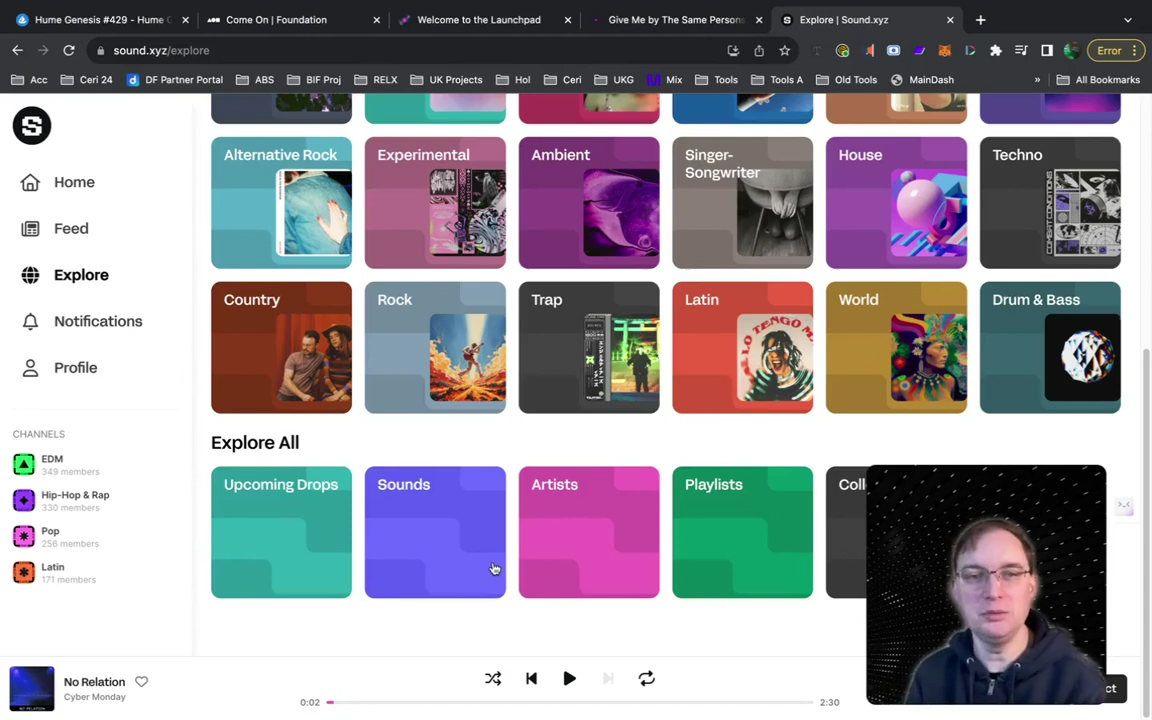 Hume Genesis #429 - Hume G
Come On | Foundation
Welcome to the Launchpad
Give Me by The Same Persons
Explore | Sound.xyz
sound.xyz/explore
Error
Acc
Ceri 24
DF Partner Portal
ABS
BIF Proj
RELX
UK Projects
Hol
Ceri
UKG
Mix
Tools
Tools A
Old Tools
MainDash
»
All Bookmarks
S
Home
Feed
Explore
Notifications
Profile
CHANNELS
EDM
349 members
Hip-Hop & Rap
330 members
Pop
256 members
Latin
171 members
Alternative Rock
Experimental
Ambient
Singer-
Songwriter
House
Techno
Country
Rock
Trap
Latin
LO TENGO M
World
Drum & Bass
Explore All
Upcoming Drops
Sounds
Artists
Playlists
Coll
No Relation
Cyber Monday
0:02
2:30
ct